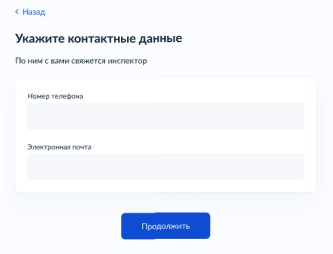 Назад
Укажите контактные данные
По ним с вами свяжется инспектор
Номер телефона
Электронная почта
Продолжить